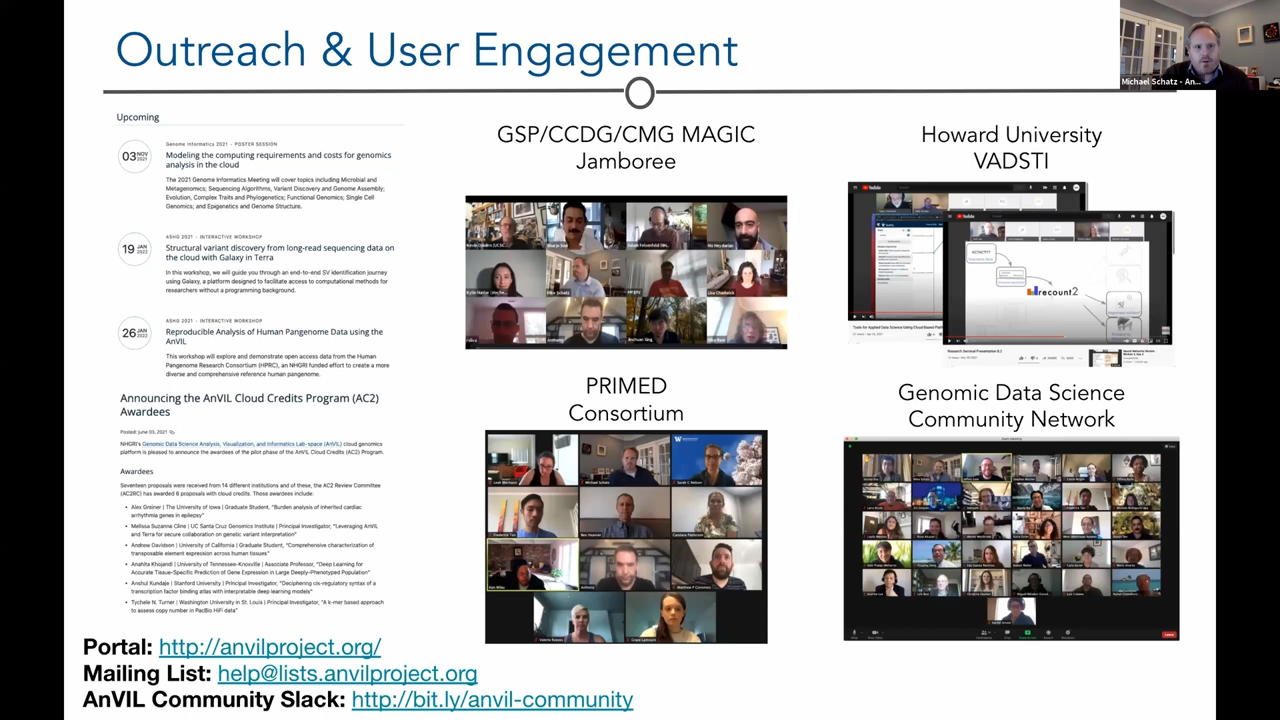 Outreach & User Engagement
Michael Schatz - An...
Upcoming
03 NOV 2021
Genome Informatics 2021 - POSTER SESSION
Modeling the computing requirements and costs for genomics
analysis in the cloud
The 2021 Genome Informatics Meeting will cover topics including Microbial and
Metagenomics; Sequencing Algorithms, Variant Discovery and Genome Assembly;
Evolution, Complex Traits and Phylogenetics; Functional Genomics; Single Cell
Genomics; and Epigenetics and Genome Structure.
19 JAN 2022
ASHG 2021 - INTERACTIVE WORKSHOP
Structural variant discovery from long-read sequencing data on
the cloud with Galaxy in Terra
In this workshop, we will guide you through an end-to-end SV identification journey
using Galaxy, a platform designed to facilitate access to computational methods for
researchers without a programming background.
26 JAN 2022
ASHG 2021 - INTERACTIVE WORKSHOP
Reproducible Analysis of Human Pangenome Data using the
AnVIL
This workshop will explore and demonstrate open access data from the Human
Pangenome Research Consortium (HPRC), an NHGRI funded effort to create a more
diverse and comprehensive reference human pangenome.
Announcing the AnVIL Cloud Credits Program (AC2)
Awardees
Posted: June 03, 2021
NHGRI's Genomic Data Science Analysis, Visualization, and Informatics Lab-space (AnVIL) cloud genomics
platform is pleased to announce the awardees of the pilot phase of the AnVIL Cloud Credits (AC2) Program.
Awardees
Seventeen proposals were received from 14 different institutions and of these, the AC2 Review Committee
(AC2RC) has awarded 6 proposals with cloud credits. Those awardees include:
• Alex Greiner | The University of Iowa | Graduate Student, "Burden analysis of inherited cardiac
arrhythmia genes in epilepsy"
• Melissa Suzanne Cline | UC Santa Cruz Genomics Institute | Principal Investigator, "Leveraging AnVIL
and Terra for secure collaboration on genetic variant interpretation"
• Andrew Davidson | University of California | Graduate Student, "Comprehensive characterization of
transposable element expression across human tissues"
• Anahita Khojandi | University of Tennessee-Knoxville | Associate Professor, "Deep Learning for
Accurate Tissue-Specific Prediction of Gene Expression in Large Deeply-Phenotyped Population"
• Anshul Kundaje | Stanford University | Principal Investigator, "Deciphering cis-regulatory syntax of a
transcription factor binding atlas with interpretable deep learning models"
• Tychele N. Turner | Washington University in St. Louis | Principal Investigator, "A k-mer based approach
to assess copy number in PacBio HiFi data"
GSP/CCDG/CMG MAGIC
Jamboree
Howard University
VADSTI
YouTube
YouTube
recount2
PRIMED
Consortium
Michael Schatz
Sarah C Nelson
Ben Heavner
Anthony
Genomic Data Science
Community Network
Portal: http://anvilproject.org/
Mailing List: help@lists.anvilproject.org
AnVIL Community Slack: http://bit.ly/anvil-community